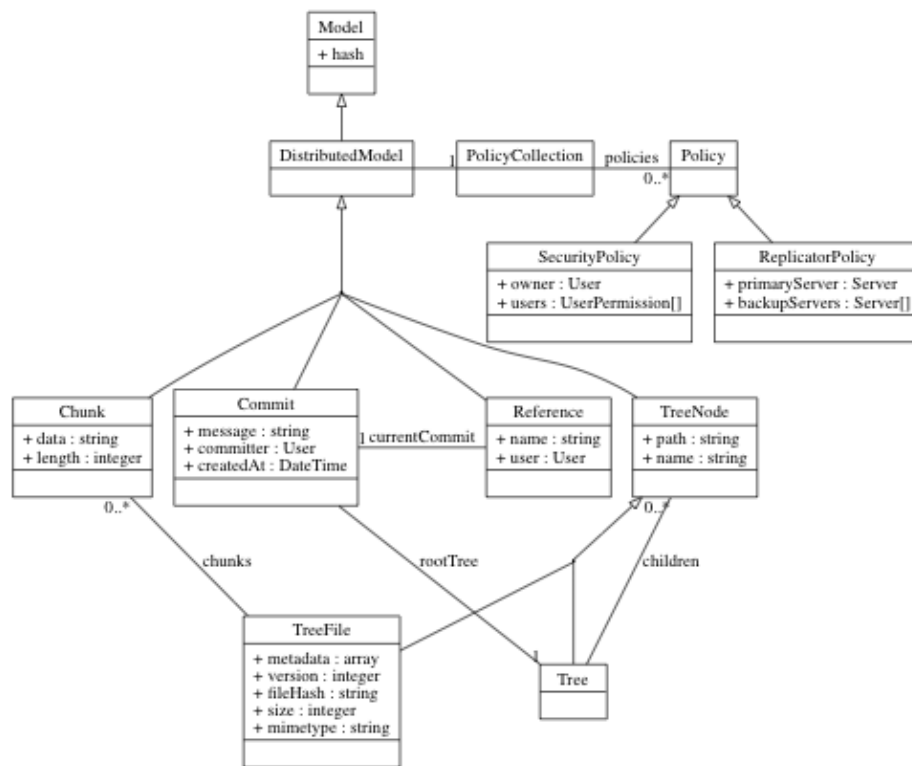 Model
+ hash
DistributedModel
1
PolicyCollection
policies
0..*
Policy
SecurityPolicy
+ owner : User
+ users : UserPermission[]
ReplicatorPolicy
+ primaryServer : Server
+ backupServers : Server[]
Chunk
+ data : string
+ length : integer
Commit
+ message : string
+ committer : User
+ createdAt : DateTime
1 currentCommit
Reference
+ name : string
+ user : User
TreeNode
+ path : string
+ name : string
0..*
0..*
chunks
rootTree
children
TreeFile
+ metadata : array
+ version : integer
+ fileHash : string
+ size : integer
+ mimetype : string
1
Tree